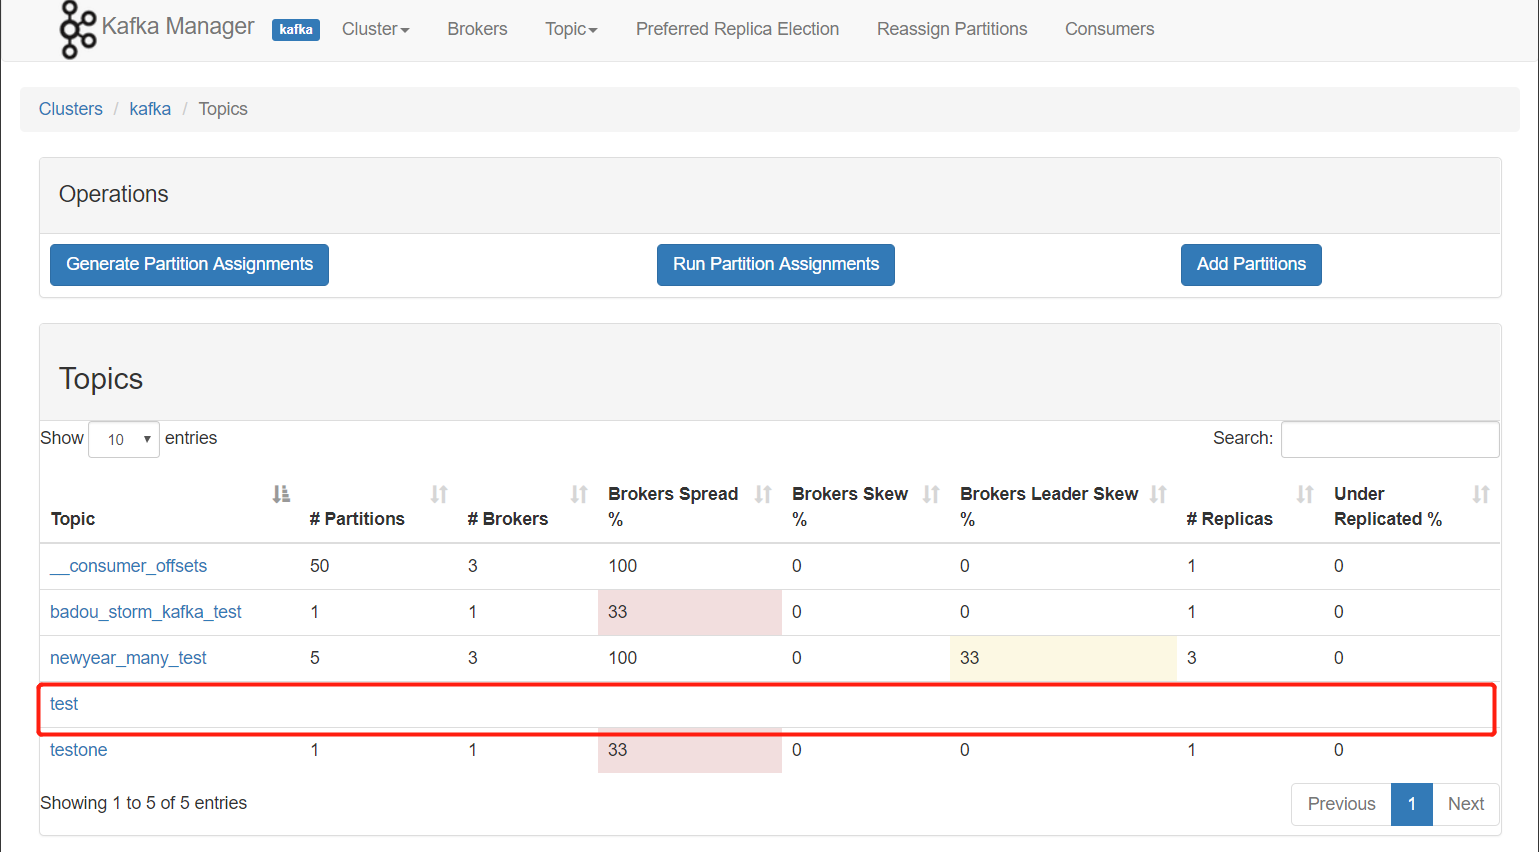 Kafka Manager kafka Cluster Brokers Topic Preferred Replica Election Reassign Partitions Consumers
Clusters / kafka / Topics
Operations
Generate Partition Assignments Run Partition Assignments Add Partitions
Topics
Show 10 entries Search:
Topic # Partitions # Brokers Brokers Spread % Brokers Skew % Brokers Leader Skew % # Replicas Under Replicated %
__consumer_offsets 50 3 100 0 0 1 0
badou_storm_kafka_test 1 1 33 0 0 1 0
newyear_many_test 5 3 100 0 33 3 0
test
testone 1 1 33 0 0 1 0
Showing 1 to 5 of 5 entries Previous 1 Next